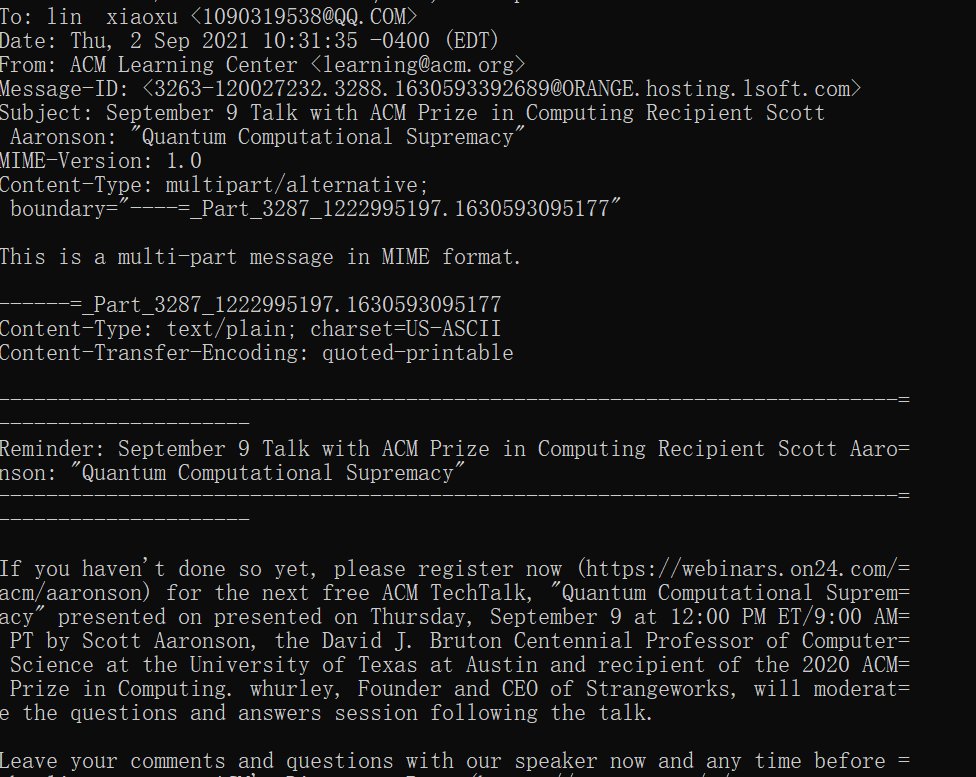 To: lin  xiaoxu <1090319538@QQ.COM>
Date: Thu, 2 Sep 2021 10:31:35 -0400 (EDT)
From: ACM Learning Center <learning@acm.org>
Message-ID: <3263-120027232.3288.1630593392689@ORANGE.hosting.lsoft.com>
Subject: September 9 Talk with ACM Prize in Computing Recipient Scott
 Aaronson: "Quantum Computational Supremacy"
MIME-Version: 1.0
Content-Type: multipart/alternative;
 boundary="----=_Part_3287_1222995197.1630593095177"

This is a multi-part message in MIME format.

------=_Part_3287_1222995197.1630593095177
Content-Type: text/plain; charset=US-ASCII
Content-Transfer-Encoding: quoted-printable

---------------------------------------------------------------------------=
---------------------
Reminder: September 9 Talk with ACM Prize in Computing Recipient Scott Aaro=
nson: "Quantum Computational Supremacy"
---------------------------------------------------------------------------=
---------------------

If you haven't done so yet, please register now (https://webinars.on24.com/=
acm/aaronson) for the next free ACM TechTalk, "Quantum Computational Suprem=
acy" presented on presented on Thursday, September 9 at 12:00 PM ET/9:00 AM=
 PT by Scott Aaronson, the David J. Bruton Centennial Professor of Computer=
 Science at the University of Texas at Austin and recipient of the 2020 ACM=
 Prize in Computing. whurley, Founder and CEO of Strangeworks, will moderat=
e the questions and answers session following the talk.

Leave your comments and questions with our speaker now and any time before =